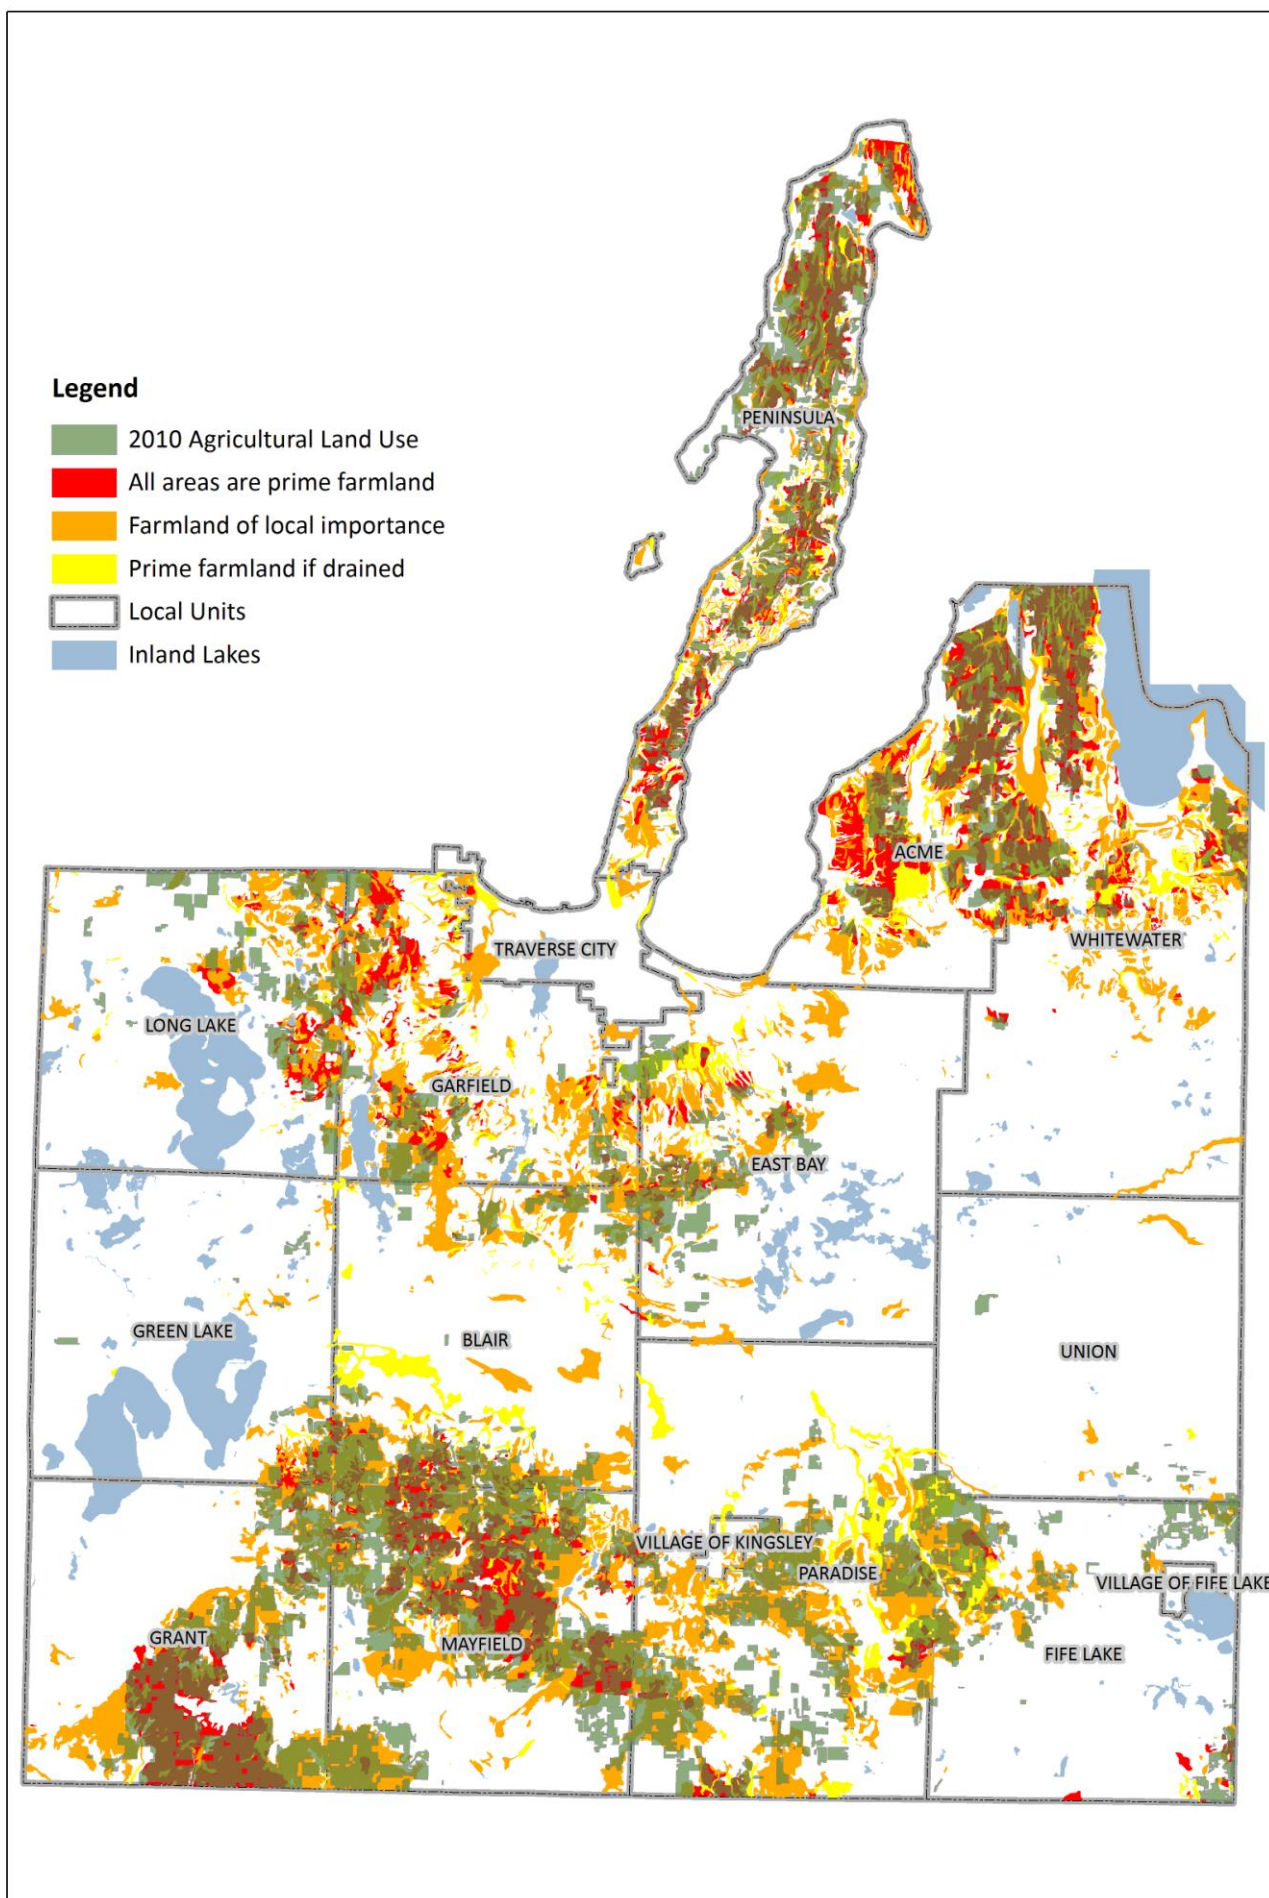 Legend
2010 Agricultural Land Use
All areas are prime farmland
Farmland of local importance
Prime farmland if drained
Local Units
Inland Lakes
PENINSULA
ACME
WHITEWATER
TRAVERSE CITY
LONG LAKE
GARFIELD
EAST BAY
GREEN LAKE
BLAIR
UNION
VILLAGE OF KINGSLEY
PARADISE
VILLAGE OF FIFE LAKE
GRANT
MAYFIELD
FIFE LAKE